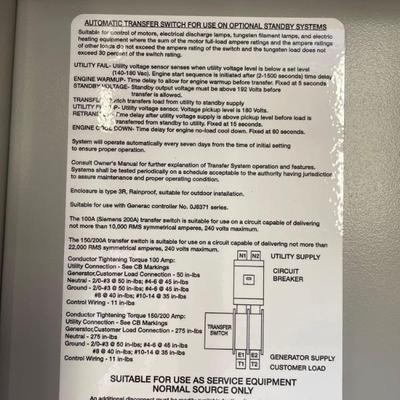 AUTOMATIC TRANSFER SWITCH FOR USE ON OPTIONAL STANDBY SYSTEMS
Suitable for control of motors, electrical discharge lamps, tungsten filament lamps, and electric
heating equipment where the sum of the motor full-load ampere ratings and the ampere ratings
of other loads do not exceed the ampere rating of the switch and the tungsten load does not
exceed 30 percent of the switch rating.
UTILITY FAIL- Utility voltage sensor senses when utility voltage level is below a set level
(140-180 Vac). Engine start sequence is initiated after (2-1500 seconds) time delay
ENGINE WARMUP- Time delay to allow engine to warmup before transfer. Fixed at 5 seconds
STANDBY VOLTAGE- Standby output voltage must be above 192 Volts before
transfer is allowed.
TRANSFER- Switch transfers load from utility to standby supply
UTILITY PICKUP- Utility voltage sensor. Voltage pickup level is 180 Volts.
RETRANSFER- Time delay after utility voltage supply is above pickup level before load is
transferred. Fixed at 15 seconds.
ENGINE COOLDOWN- Time delay for engine no-load cool down. Fixed at 60 seconds.
System will operate automatically every seven days from the time of initial setting
to ensure proper operation.
Consult Owner's Manual for further explanation of Transfer System operation and features.
Systems shall be tested periodically on a schedule acceptable to the authority having jurisdiction
to assure maintenance and proper operating condition.
Enclosure is type 3R, Rainproof, suitable for outdoor installation.
Suitable for use with Generac controller No. 0J8371 series.
The 100A (Siemens 200A) transfer switch is suitable for use on a circuit capable of delivering
not more than 10,000 RMS symmetrical amperes, 240 volts maximum.
The 150/200A transfer switch is suitable for use on a circuit capable of delivering not more than
22,000 RMS symmetrical amperes, 240 volts maximum.
Conductor Tightening Torque 100 Amp:
Utility Connection - See CB Markings
Generator,Customer Load Connection - 50 in-lbs
Neutral - 2/0-#3 @ 50 in-lbs; #4-6 @ 45 in-lbs
Ground - 2/0-#3 @ 50 in-lbs; #4-6 @ 45 in-lbs
#8 @ 40 in-lbs; #10-14 @ 35 in-lbs
Control Wiring - 11 in-lbs
Conductor Tightening Torque 150/200 Amp:
Utility Connection - See CB Markings
Generator,Customer Load Connection - 275 in-lbs
Neutral - 275 in-lbs
Ground - 2/0-#3 @ 50 in-lbs; #4-6 @ 45 in-lbs
#8 @ 40 in-lbs; #10-14 @ 35 in-lbs
Control Wiring - 11 in-lbs
N1 N2 UTILITY SUPPLY
CIRCUIT
BREAKER
TRANSFER
SWITCH
E1 E2 GENERATOR SUPPLY
T1 T2 CUSTOMER LOAD
SUITABLE FOR USE AS SERVICE EQUIPMENT
NORMAL SOURCE ONLY
An additional disconnect must be